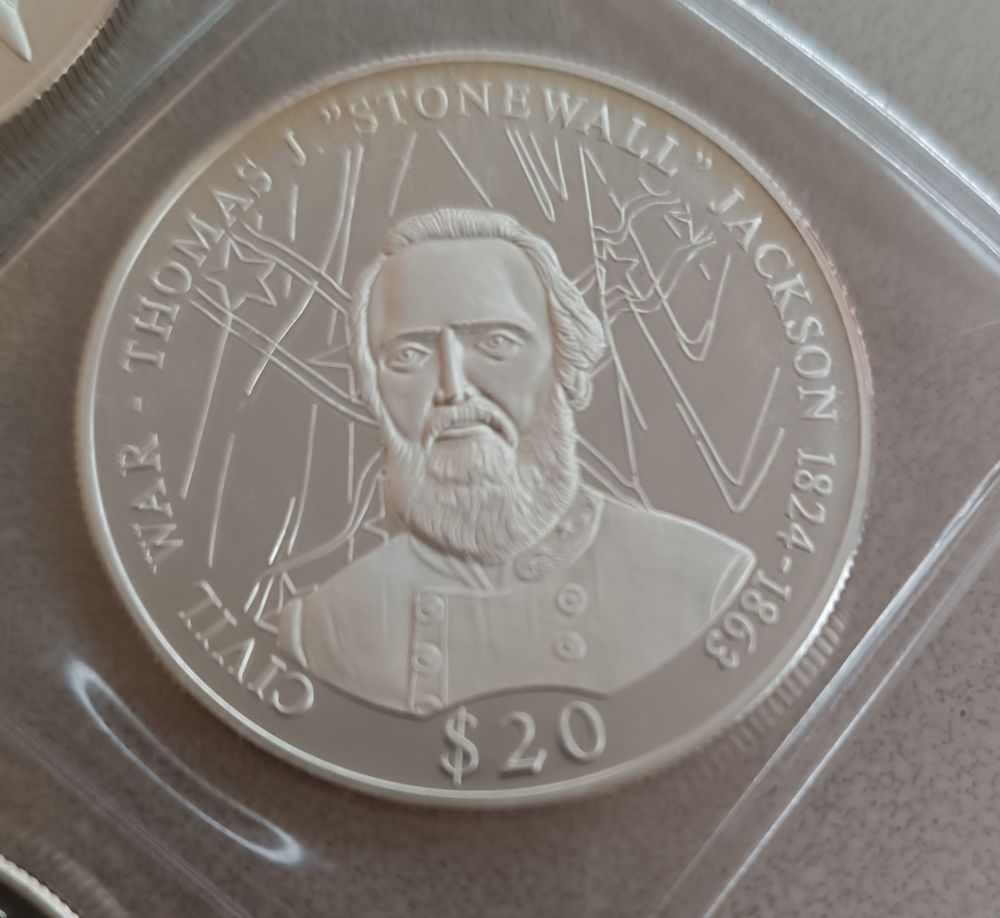 CIVIL WAR - THOMAS J. "STONEWALL" JACKSON 1824-1863
$20